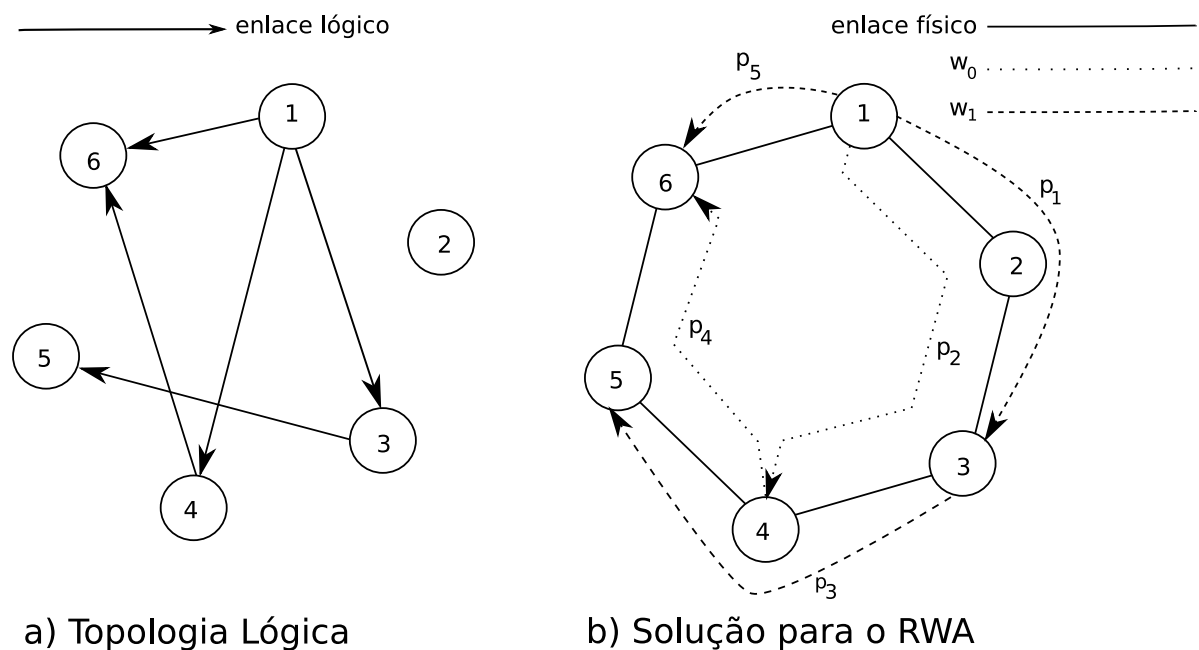 enlace lógico
1
6
2
5
3
4
a) Topologia Lógica
enlace físico
w0
w1
p5
1
p1
6
2
p4
p2
5
3
4
p3
b) Solução para o RWA